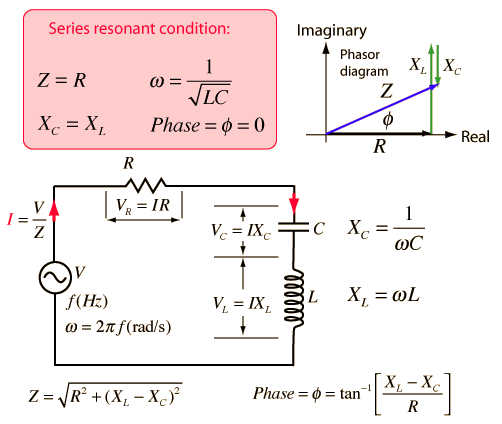 Series resonant condition:
Z = R
ω = 1/√LC
X_C = X_L
Phase = ϕ = 0
Imaginary
Phasor
diagram
X_L
X_C
Z
ϕ
R
Real
R
V_R = IR
I = V/Z
V
f(Hz)
ω = 2πf(rad/s)
V_C = IX_C
C
V_L = IX_L
L
X_C = 1/ωC
X_L = ωL
Z = √R² + (X_L − X_C)²
Phase = ϕ = tan⁻¹[X_L − X_C/R]